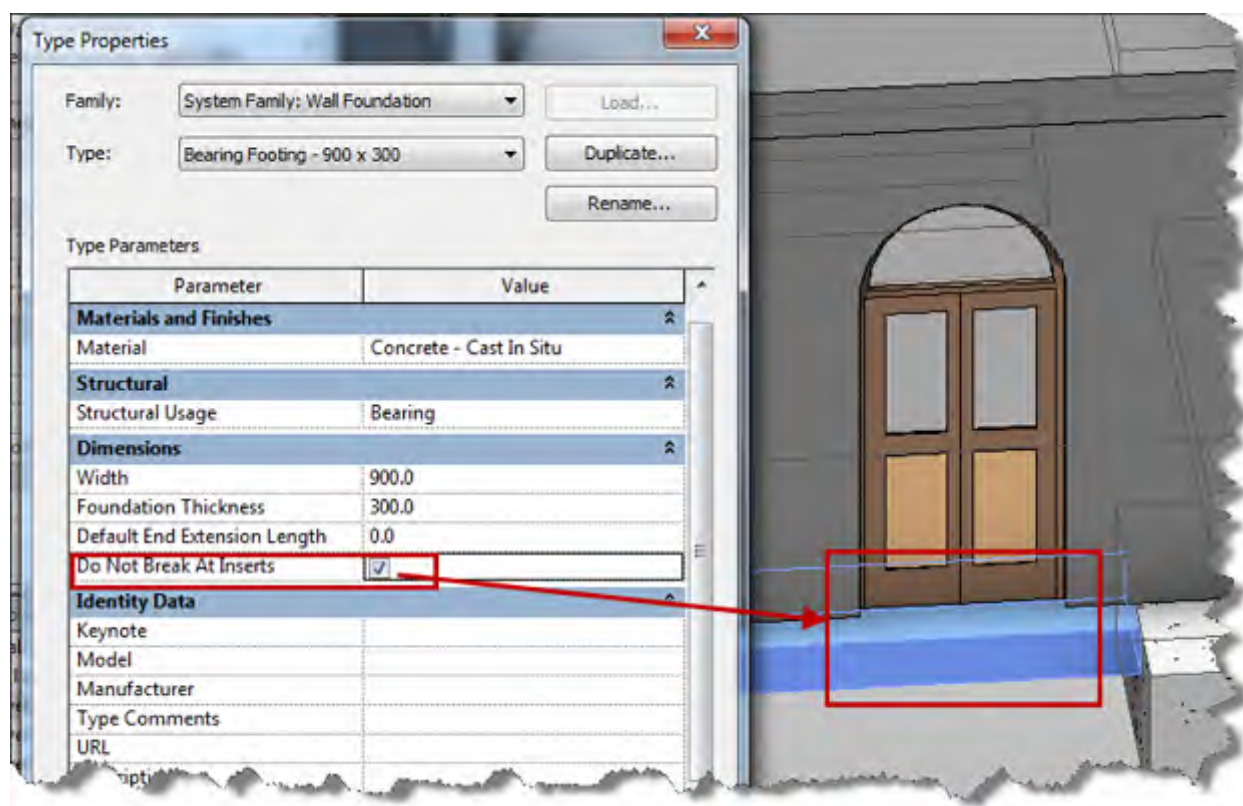 Type Properties
Family: System Family: Wall Foundation Load...
Type: Bearing Footing - 900 x 300 Duplicate...
Rename...
Type Parameters
Parameter Value
Materials and Finishes
Material Concrete - Cast In Situ
Structural
Structural Usage Bearing
Dimensions
Width 900.0
Foundation Thickness 300.0
Default End Extension Length 0.0
Do Not Break At Inserts
Identity Data
Keynote
Model
Manufacturer
Type Comments
URL